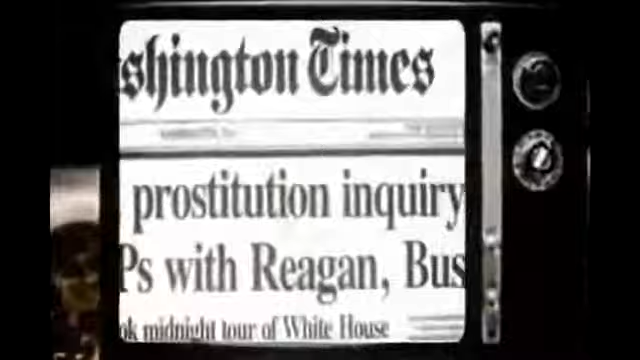 shington Times
prostitution inquiry
Ps with Reagan, Bus
ok midnight tour of White House